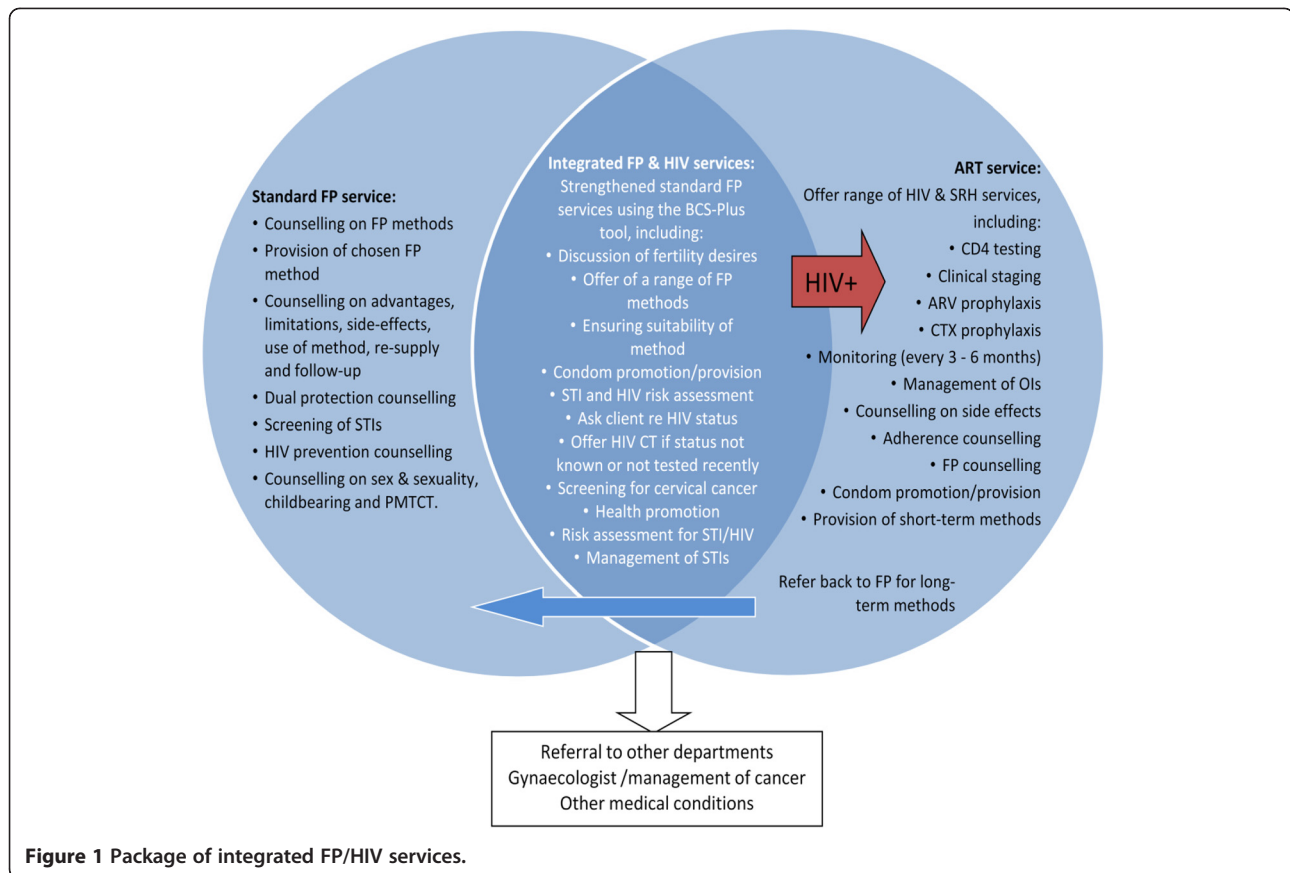 Standard FP service:
• Counselling on FP methods
• Provision of chosen FP
method
• Counselling on advantages,
limitations, side-effects,
use of method, re-supply
and follow-up
• Dual protection counselling
• Screening of STIs
• HIV prevention counselling
• Counselling on sex & sexuality,
childbearing and PMTCT.
Integrated FP & HIV services:
Strengthened standard FP
services using the BCS-Plus
tool, including:
• Discussion of fertility desires
• Offer of a range of FP
methods
• Ensuring suitability of
method
• Condom promotion/provision
• STI and HIV risk assessment
• Ask client re HIV status
• Offer HIV CT if status not
known or not tested recently
• Screening for cervical cancer
• Health promotion
• Risk assessment for STI/HIV
• Management of STIs
HIV+
ART service:
Offer range of HIV & SRH services,
including:
• CD4 testing
• Clinical staging
• ARV prophylaxis
• CTX prophylaxis
• Monitoring (every 3 - 6 months)
• Management of OIs
• Counselling on side effects
• Adherence counselling
• FP counselling
• Condom promotion/provision
• Provision of short-term methods
Refer back to FP for long-
term methods
Referral to other departments
Gynaecologist /management of cancer
Other medical conditions
Figure 1 Package of integrated FP/HIV services.